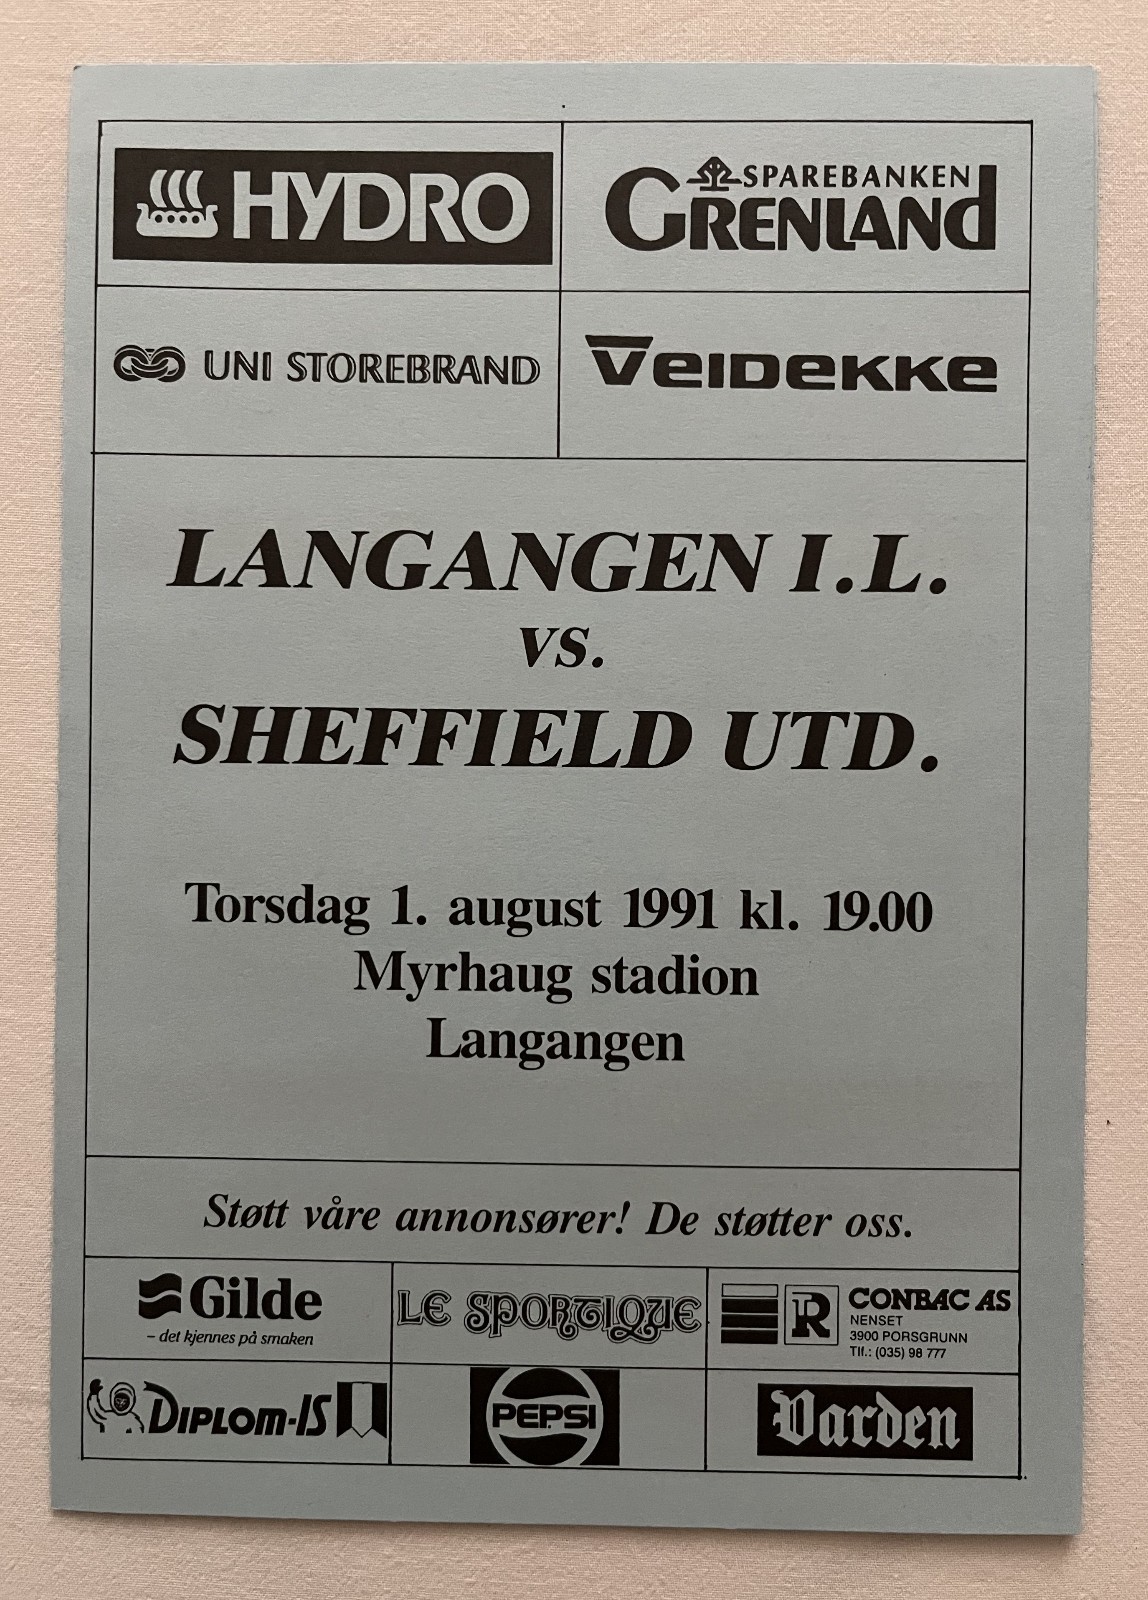 HYDRO
SPAREBANKEN
GRENLAND
UNI STOREBRAND
VEIDEKKE
LANGANGEN I.L.
vs.
SHEFFIELD UTD.
Torsdag 1. august 1991 kl. 19.00
Myrhaug stadion
Langangen
Støtt våre annonsører! De støtter oss.
Gilde
– det kjennes på smaken
LE SPORTIQUE
R
CONBAC AS
NENSET
3900 PORSGRUNN
Tlf.: (035) 98 777
DIPLOM-IS
PEPSI
Varden